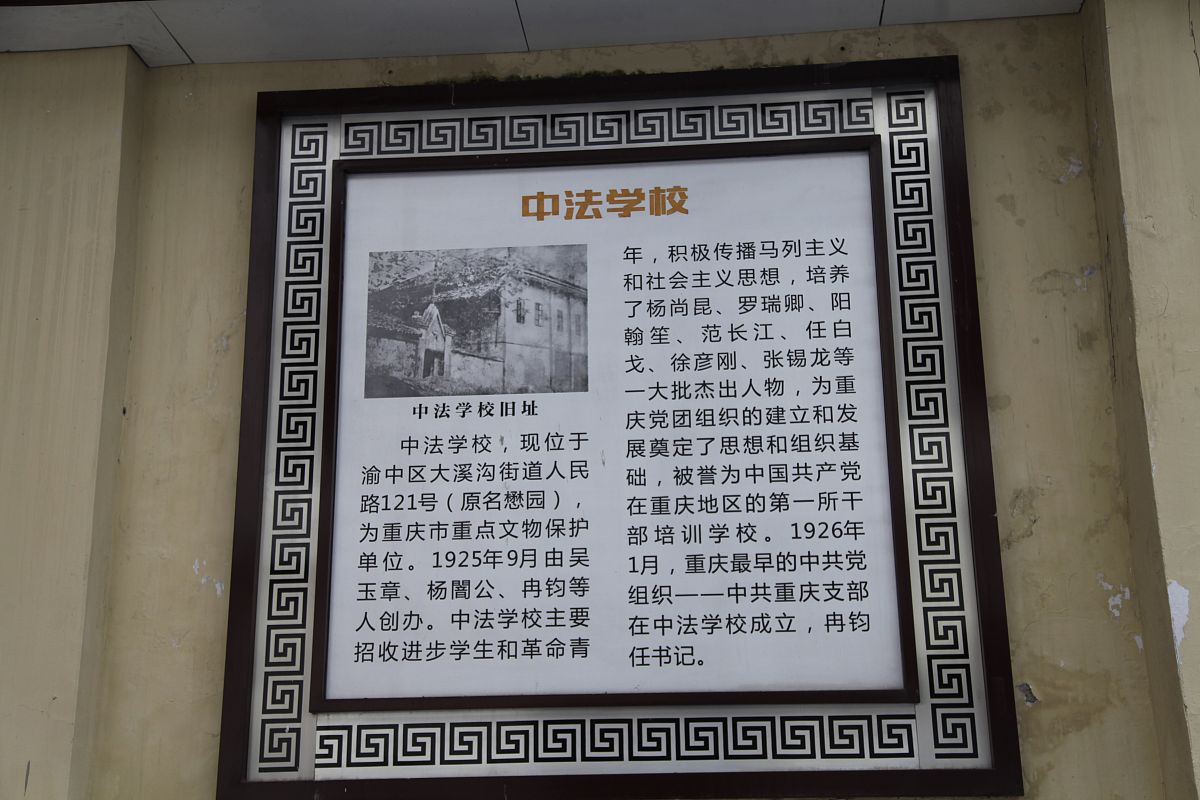 中法学校
中法学校旧址
中法学校，现位于
渝中区大溪沟街道人民
路121号（原名懋园），
为重庆市重点文物保护
单位。1925年9月由吴
玉章、杨闇公、冉钧等
人创办。中法学校主要
招收进步学生和革命青
年，积极传播马列主义
和社会主义思想，培养
了杨尚昆、罗瑞卿、阳
翰笙、范长江、任白
戈、徐彦刚、张锡龙等
一大批杰出人物，为重
庆党团组织的建立和发
展奠定了思想和组织基
础，被誉为中国共产党
在重庆地区的第一所干
部培训学校。1926年
1月，重庆最早的中共党
组织——中共重庆支部
在中法学校成立，冉钧
任书记。